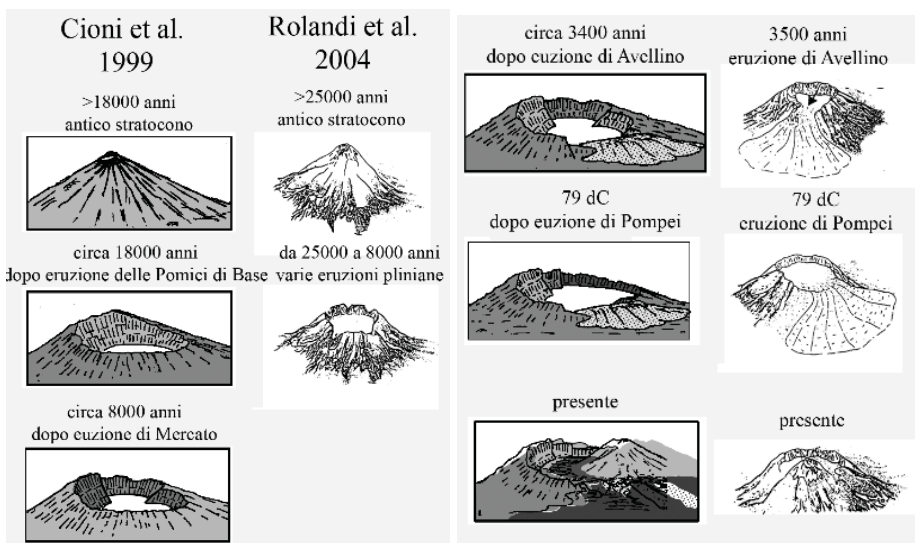 Cioni et al.
1999
Rolandi et al.
2004
>18000 anni
antico stratocono
>25000 anni
antico stratocono
circa 18000 anni
dopo eruzione delle Pomici di Base
da 25000 a 8000 anni
varie eruzioni pliniane
circa 8000 anni
dopo euzione di Mercato
circa 3400 anni
dopo euzione di Avellino
3500 anni
eruzione di Avellino
79 dC
dopo euzione di Pompei
79 dC
eruzione di Pompei
presente
presente